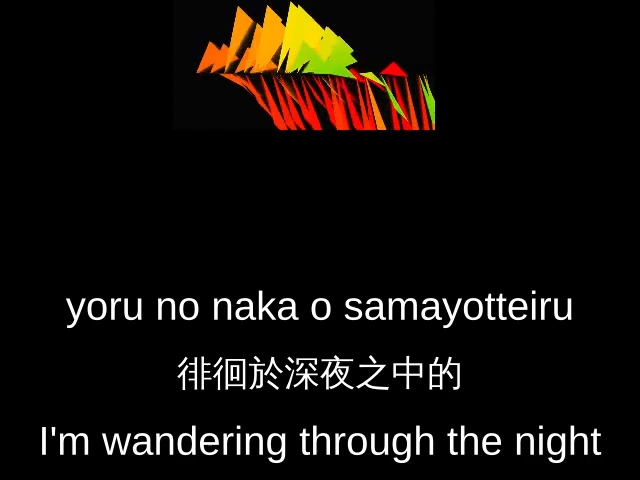 yoru no naka o samayotteiru
徘徊於深夜之中的
I'm wandering through the night